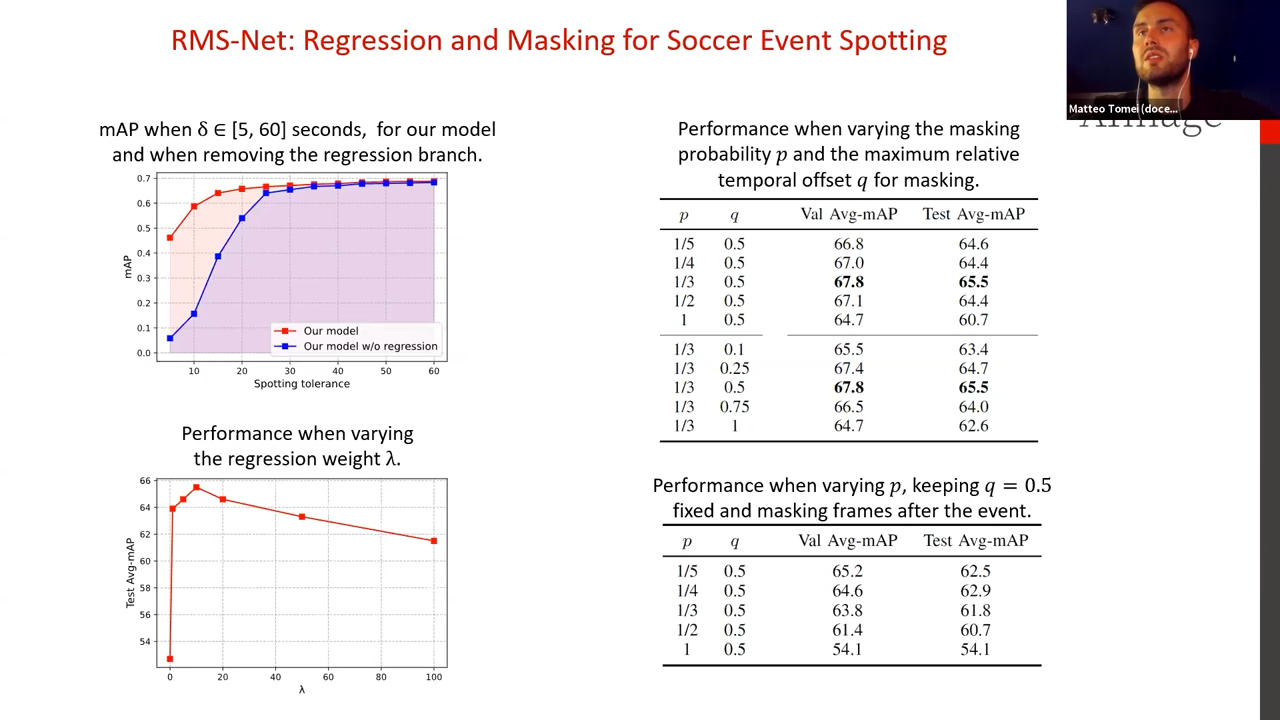 RMS-Net: Regression and Masking for Soccer Event Spotting
Matteo Tomei (doce...
mAP when δ ∈ [5, 60] seconds, for our model
and when removing the regression branch.
0.7
0.6
0.5
0.4
0.3
0.2
0.1
0.0
mAP
Our model
Our model w/o regression
10 20 30 40 50 60
Spotting tolerance
Performance when varying
the regression weight λ.
66
64
62
60
58
56
54
Test Avg-mAP
0 20 40 60 80 100
λ
Performance when varying the masking
probability p and the maximum relative
temporal offset q for masking.
p q Val Avg-mAP Test Avg-mAP
1/5 0.5 66.8 64.6
1/4 0.5 67.0 64.4
1/3 0.5 67.8 65.5
1/2 0.5 67.1 64.4
1 0.5 64.7 60.7
1/3 0.1 65.5 63.4
1/3 0.25 67.4 64.7
1/3 0.5 67.8 65.5
1/3 0.75 66.5 64.0
1/3 1 64.7 62.6
Performance when varying p, keeping q = 0.5
fixed and masking frames after the event.
p q Val Avg-mAP Test Avg-mAP
1/5 0.5 65.2 62.5
1/4 0.5 64.6 62.9
1/3 0.5 63.8 61.8
1/2 0.5 61.4 60.7
1 0.5 54.1 54.1